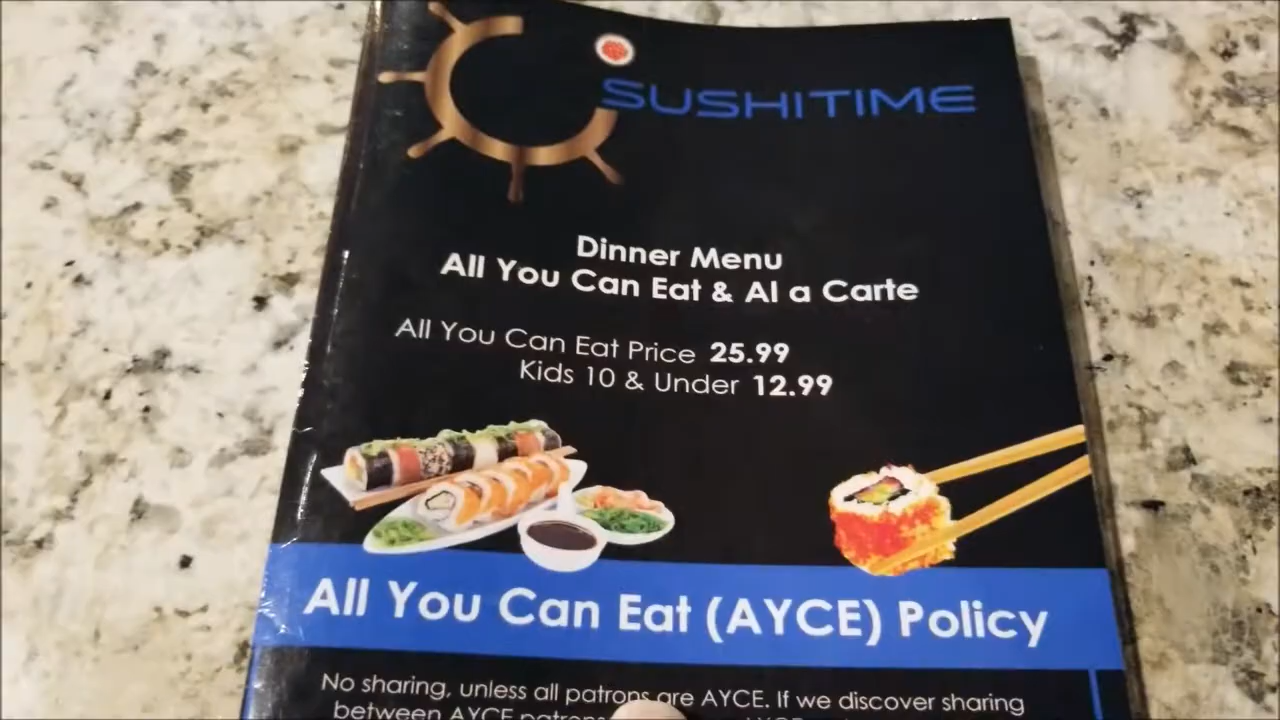 SUSHITIME
Dinner Menu
All You Can Eat & Al a Carte
All You Can Eat Price 25.99
Kids 10 & Under 12.99
All You Can Eat (AYCE) Policy
No sharing, unless all patrons are AYCE. If we discover sharing
between AYCE